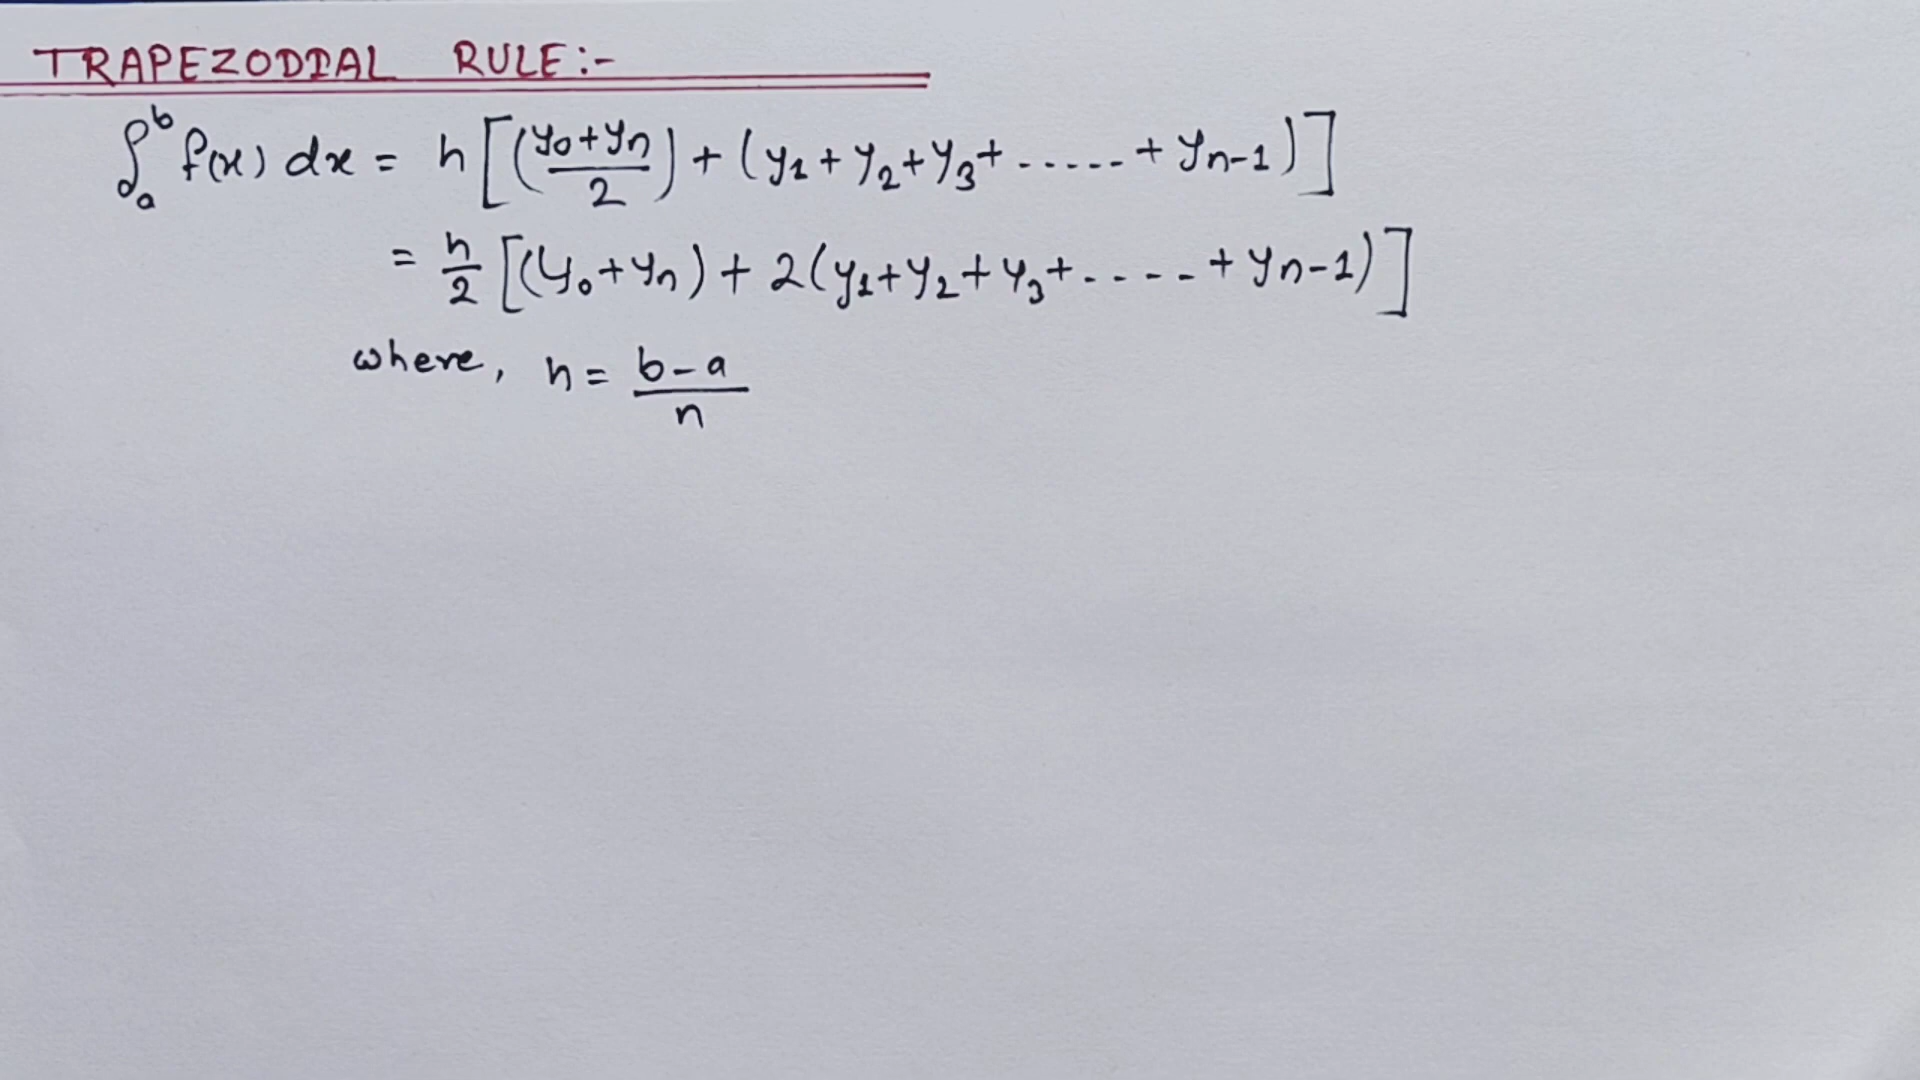 TRAPEZODIAL RULE:-
∫ₐᵇ f(x) dx = h [((y₀+yₙ)/2) + (y₁+y₂+y₃+.....+yₙ₋₁)]
= h/2 [(y₀+yₙ)+2(y₁+y₂+y₃+....+yₙ₋₁)]
where, h = (b-a)/n